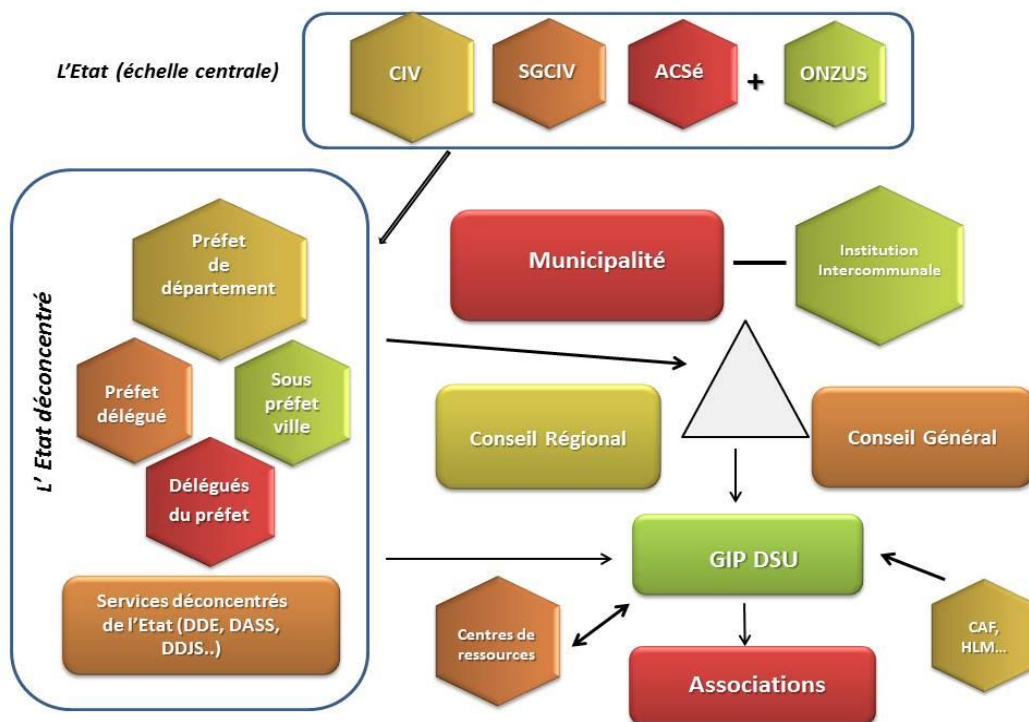 L'Etat (échelle centrale)
CIV
SGCIV
ACSé
+
ONZUS
L' Etat déconcentré
Préfet
de
département
Préfet
délégué
Sous
préfet
ville
Délégués
du préfet
Services déconcentrés
de l'Etat (DDE, DASS,
DDJS..)
Municipalité
Institution
Intercommunale
Conseil Régional
Conseil Général
GIP DSU
Centres de
ressources
CAF,
HLM...
Associations